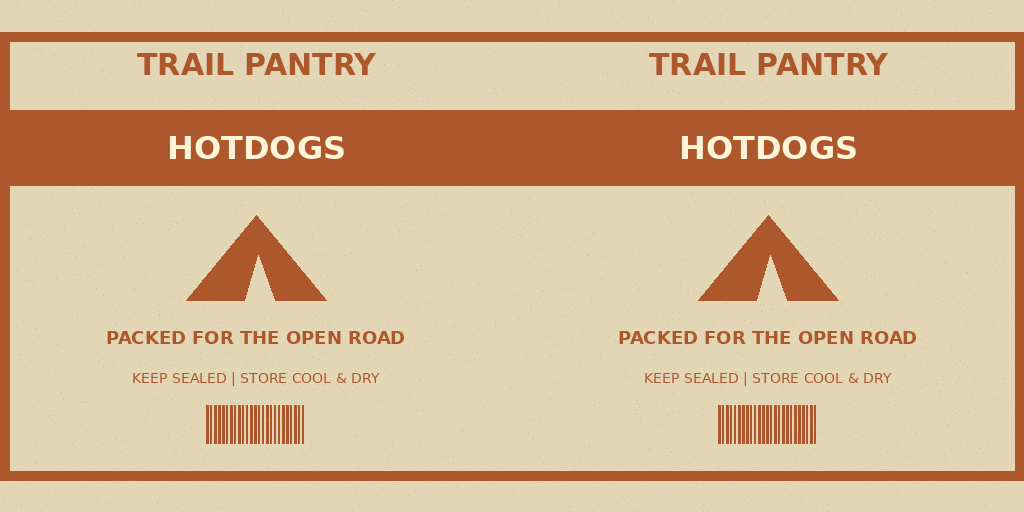 TRAIL PANTRY
HOTDOGS
PACKED FOR THE OPEN ROAD
KEEP SEALED | STORE COOL & DRY
TRAIL PANTRY
HOTDOGS
PACKED FOR THE OPEN ROAD
KEEP SEALED | STORE COOL & DRY